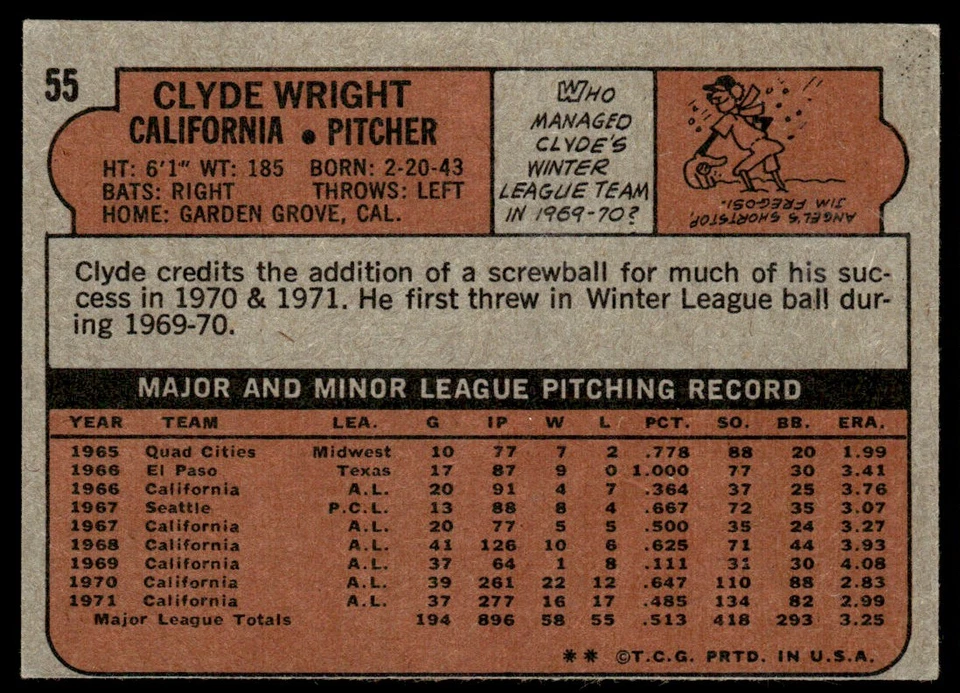 55
CLYDE WRIGHT
CALIFORNIA • PITCHER
HT: 6'1" WT: 185 BORN: 2-20-43
BATS: RIGHT THROWS: LEFT
HOME: GARDEN GROVE, CAL.
WHO
MANAGED
CLYDE'S
WINTER
LEAGUE TEAM
IN 1969-70?
ANGEL'S SHORTSTOP,
JIM FREGOSI.
Clyde credits the addition of a screwball for much of his suc-
cess in 1970 & 1971. He first threw in Winter League ball dur-
ing 1969-70.
MAJOR AND MINOR LEAGUE PITCHING RECORD
YEAR TEAM LEA. G IP W L PCT. SO. BB. ERA.
1965 Quad Cities Midwest 10 77 7 2 .778 88 20 1.99
1966 El Paso Texas 17 87 9 0 1.000 77 30 3.41
1966 California A.L. 20 91 4 7 .364 37 25 3.76
1967 Seattle P.C.L. 13 88 8 4 .667 72 35 3.07
1967 California A.L. 20 77 5 5 .500 35 24 3.27
1968 California A.L. 41 126 10 6 .625 71 44 3.93
1969 California A.L. 37 64 1 8 .111 31 30 4.08
1970 California A.L. 39 261 22 12 .647 110 88 2.83
1971 California A.L. 37 277 16 17 .485 134 82 2.99
Major League Totals 194 896 58 55 .513 418 293 3.25
** ©T.C.G. PRTD. IN U.S.A.